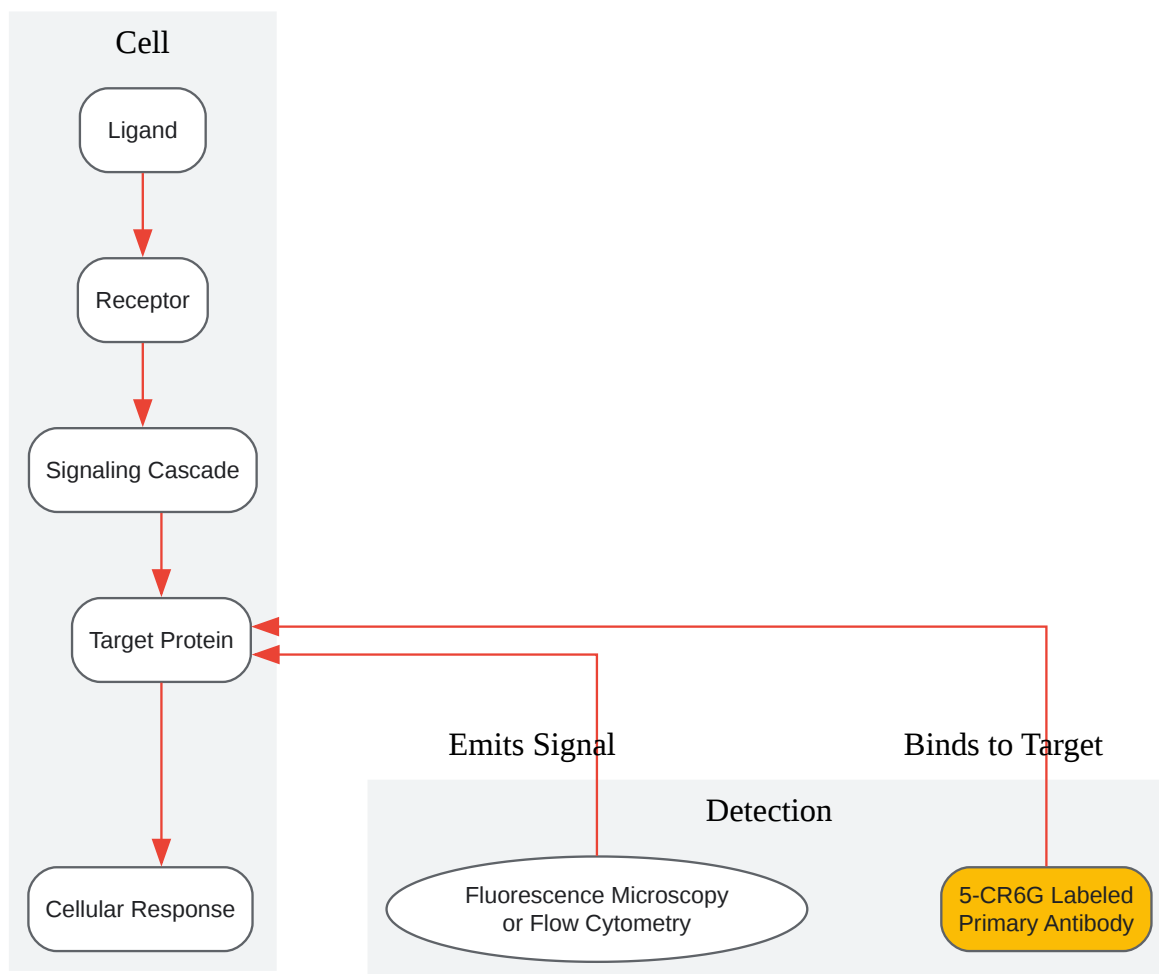 Cell
Ligand
Receptor
Signaling Cascade
Target Protein
Emits Signal
Binds to Target
Detection
Cellular Response
Fluorescence Microscopy
or Flow Cytometry
5-CR6G Labeled
Primary Antibody